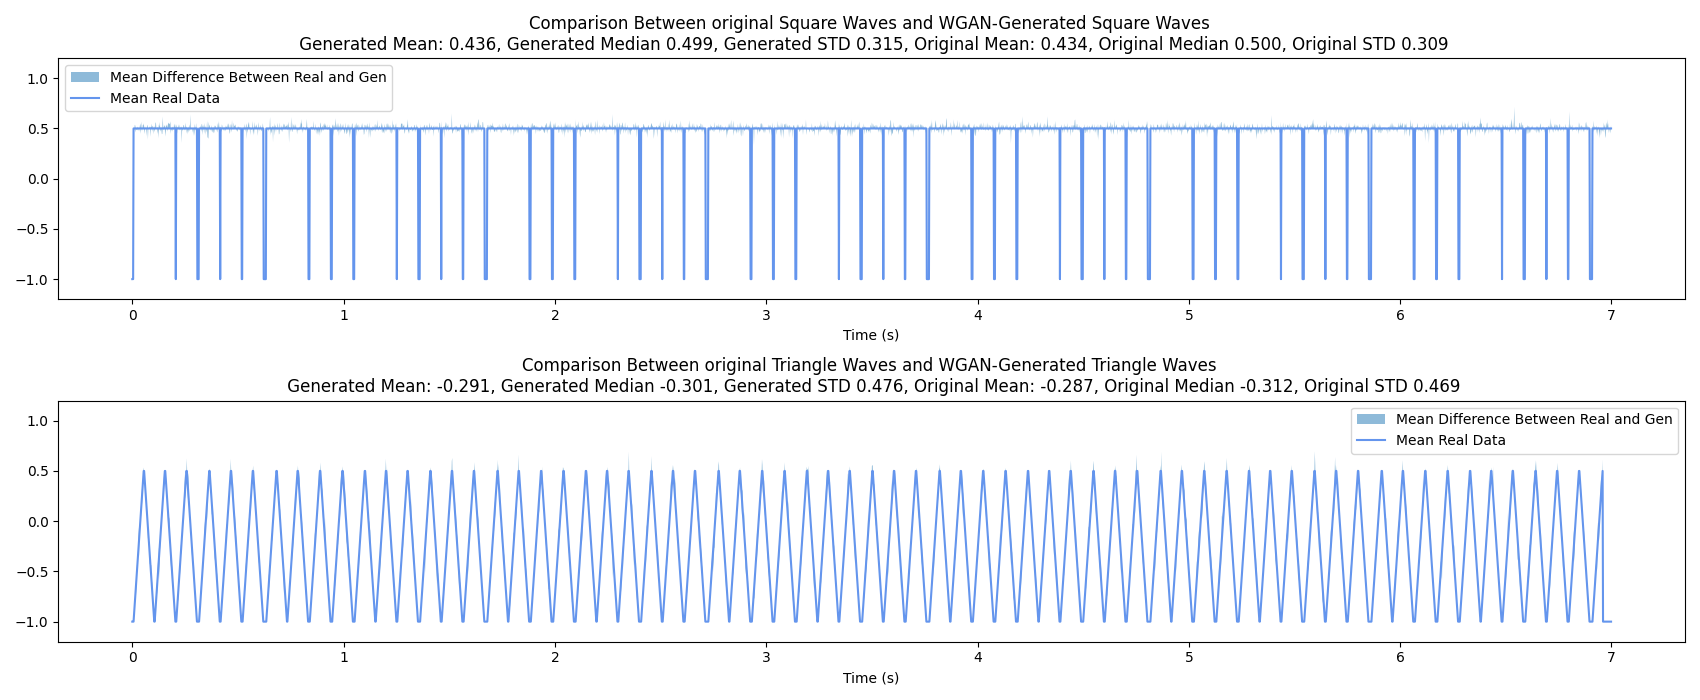 Comparison Between original Square Waves and WGAN-Generated Square Waves
Generated Mean: 0.436, Generated Median 0.499, Generated STD 0.315, Original Mean: 0.434, Original Median 0.500, Original STD 0.309
Mean Difference Between Real and Gen
Mean Real Data
1.0
0.5
0.0
−0.5
−1.0
0 1 2 3 4 5 6 7
Time (s)
Comparison Between original Triangle Waves and WGAN-Generated Triangle Waves
Generated Mean: -0.291, Generated Median -0.301, Generated STD 0.476, Original Mean: -0.287, Original Median -0.312, Original STD 0.469
Mean Difference Between Real and Gen
Mean Real Data
1.0
0.5
0.0
−0.5
−1.0
0 1 2 3 4 5 6 7
Time (s)